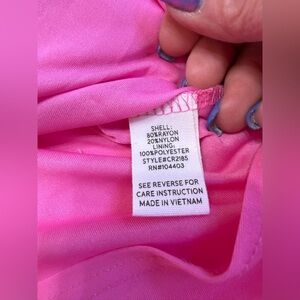 SHELL:
80%RAYON
20%NYLON
LINING:
100%POLYESTER
STYLE#CR2185
RN#104403
SEE REVERSE FOR
CARE INSTRUCTION
MADE IN VIETNAM